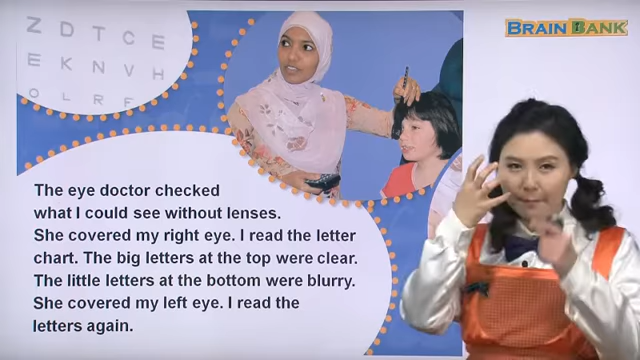 BRAIN BANK
Z D T C E
E K N V H
O L R F
The eye doctor checked
what I could see without lenses.
She covered my right eye. I read the letter
chart. The big letters at the top were clear.
The little letters at the bottom were blurry.
She covered my left eye. I read the
letters again.